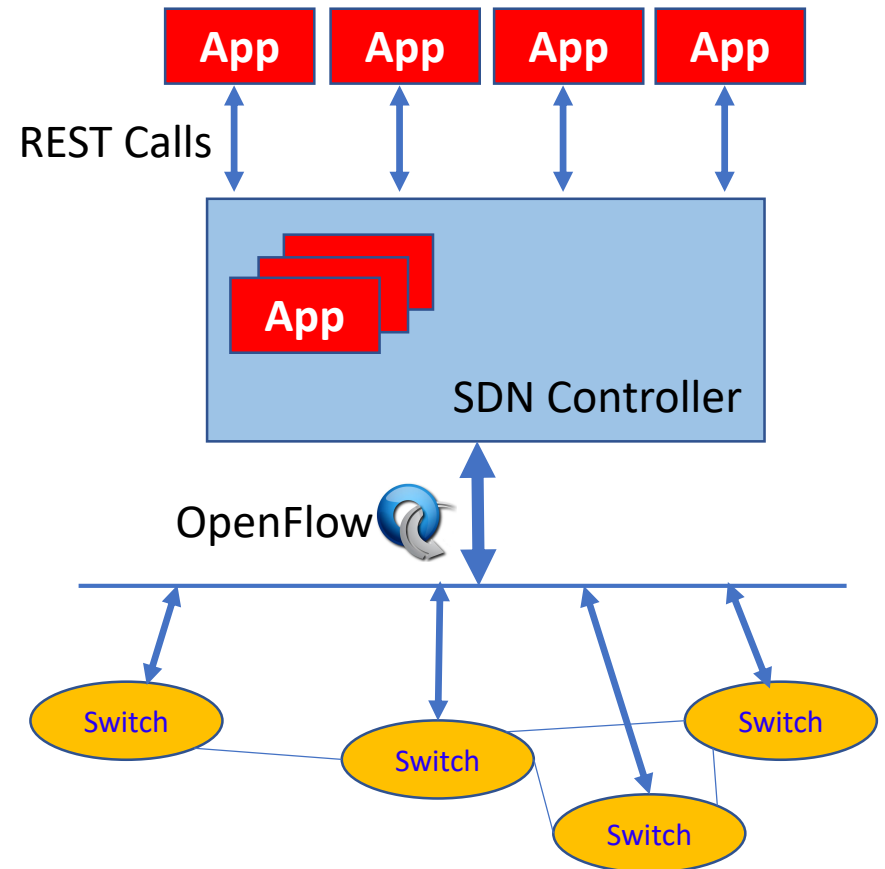 App App App App
REST Calls
App
SDN Controller
OpenFlow
Switch
Switch
Switch
Switch